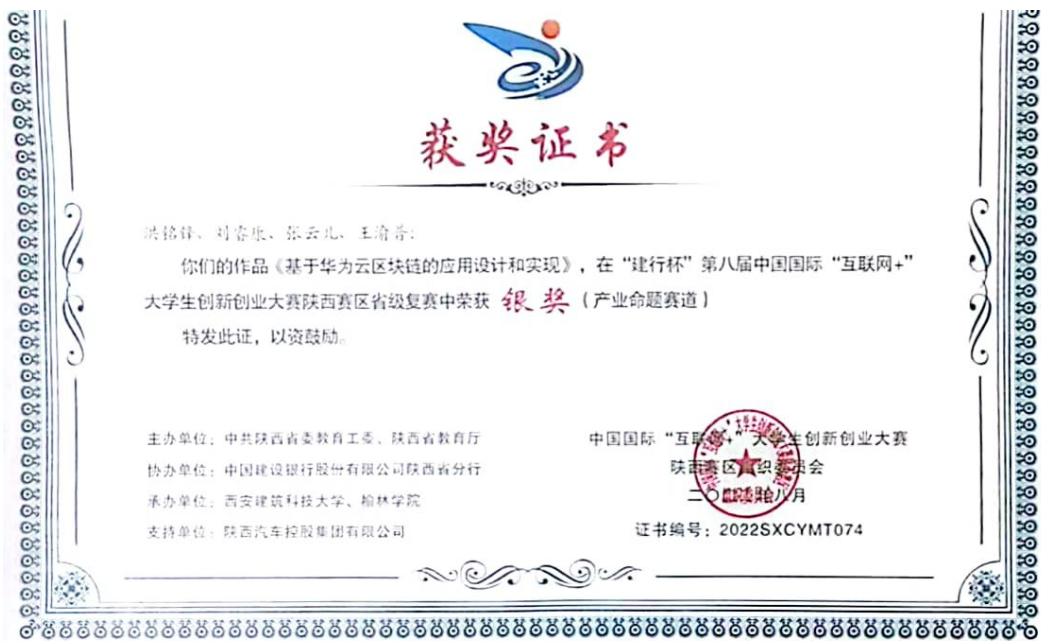 获奖证书
洪铭锋、刘睿张、张云儿、王渝普:
你们的作品《基于华为云区块链的应用设计和实现》，在“建行杯”第八届中国国际“互联网+”
大学生创新创业大赛陕西赛区省级复赛中荣获 银奖（产业命题赛道）
特发此证，以资鼓励。
主办单位：中共陕西省委教育工委、陕西省教育厅
协办单位：中国建设银行股份有限公司陕西省分行
承办单位：西安建筑科技大学、榆林学院
支持单位：陕西汽车控股集团有限公司
中国国际“互联网+”大学生创新创业大赛
陕西赛区组织委员会
二〇 八月
证书编号：2022SXCYMT074